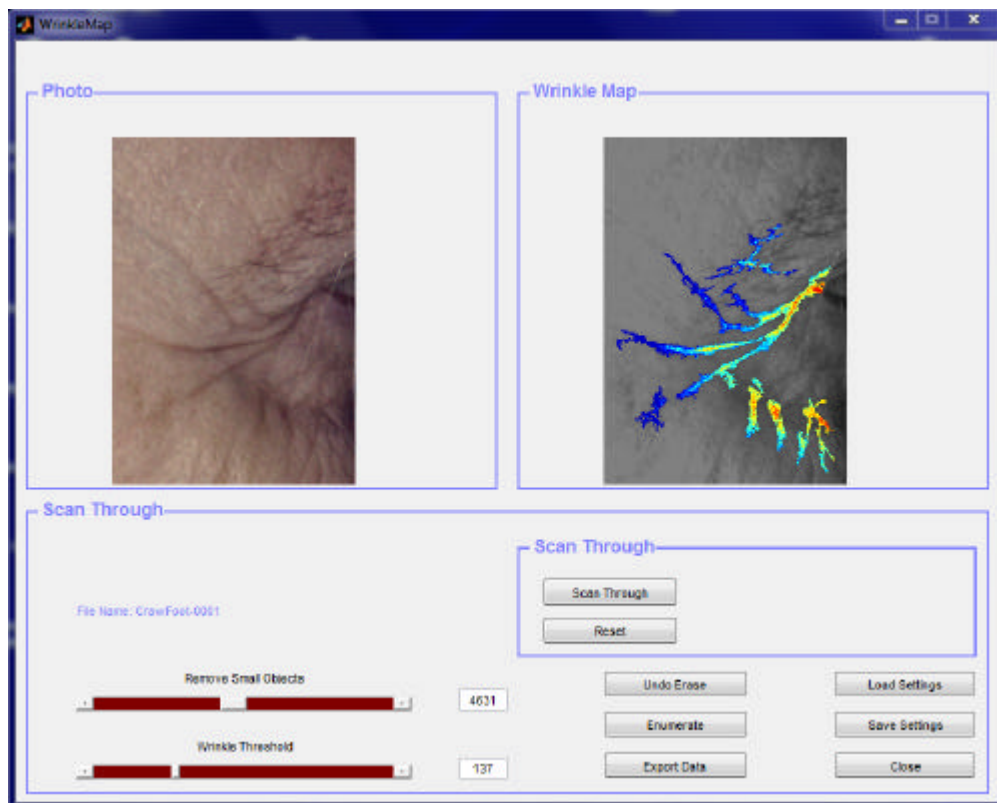 WrinkleMap
Photo
Wrinkle Map
Scan Through
Scan Through
Scan Through
Reset
File Name: CrawFoot-0001
Remove Small Objects
4631
Wrinkle Threshold
137
Undo Erase
Load Settings
Enumerate
Save Settings
Export Data
Close